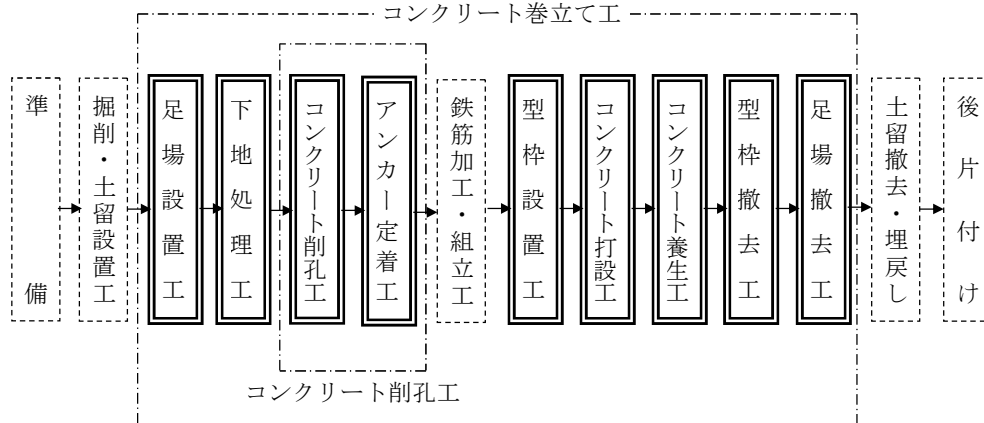 コンクリート巻立て工
準備
掘削・土留設置工
足場設置工
下地処理工
コンクリート削孔工
アンカー定着工
鉄筋加工・組立工
型枠設置工
コンクリート打設工
コンクリート養生工
型枠撤去工
足場撤去工
土留撤去・埋戻し
後片付け
コンクリート削孔工